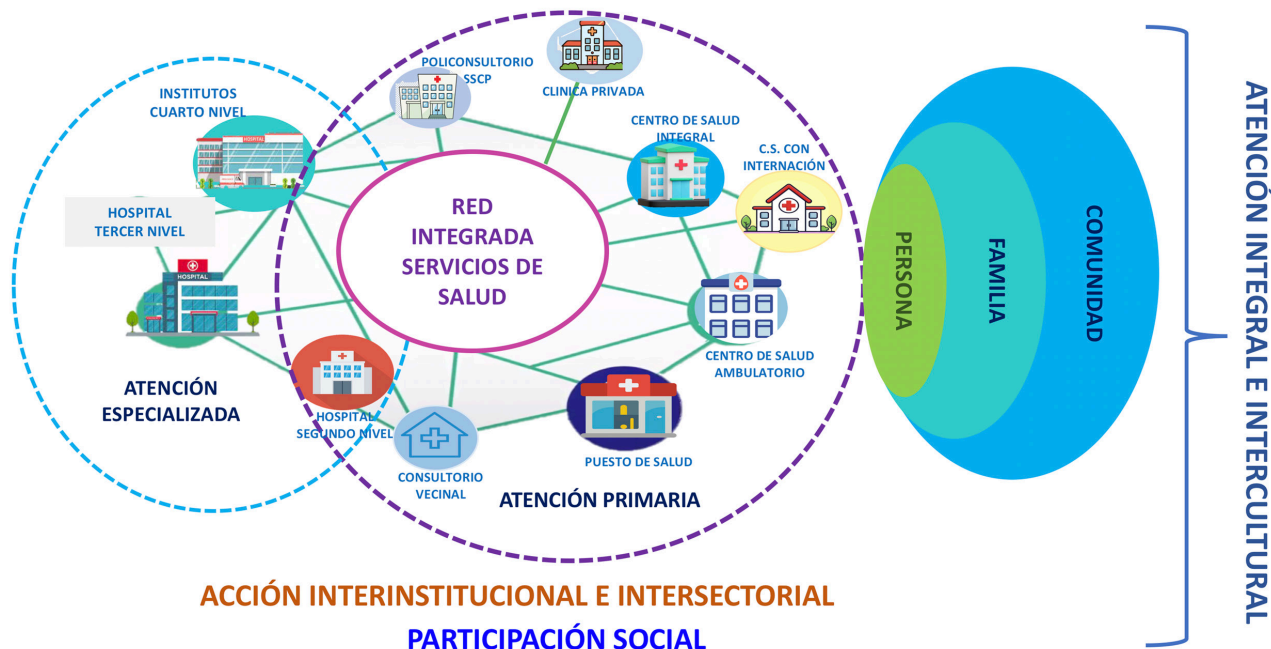 POLICONSULTORIO
SSCP
CLINICA PRIVADA
INSTITUTOS
CUARTO NIVEL
HOSPITAL
CENTRO DE SALUD
INTEGRAL
C.S. CON
INTERNACIÓN
HOSPITAL
TERCER NIVEL
HOSPITAL
RED
INTEGRADA
SERVICIOS DE
SALUD
CENTRO DE SALUD
AMBULATORIO
ATENCIÓN
ESPECIALIZADA
HOSPITAL
SEGUNDO NIVEL
CONSULTORIO
VECINAL
PUESTO DE SALUD
ATENCIÓN PRIMARIA
PERSONA
FAMILIA
COMUNIDAD
ATENCIÓN INTEGRAL E INTERCULTURAL
ACCIÓN INTERINSTITUCIONAL E INTERSECTORIAL
PARTICIPACIÓN SOCIAL